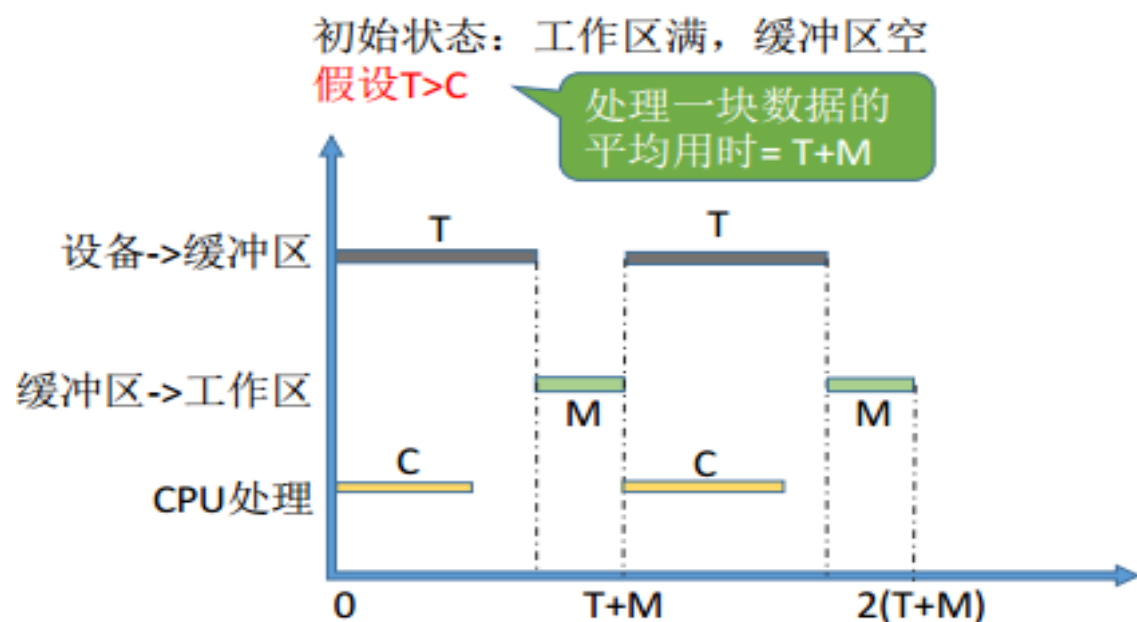 初始状态：工作区满，缓冲区空
假设T>C
处理一块数据的
平均用时= T+M
T
T
设备->缓冲区
缓冲区->工作区
M
M
C
C
CPU处理
0
T+M
2(T+M)